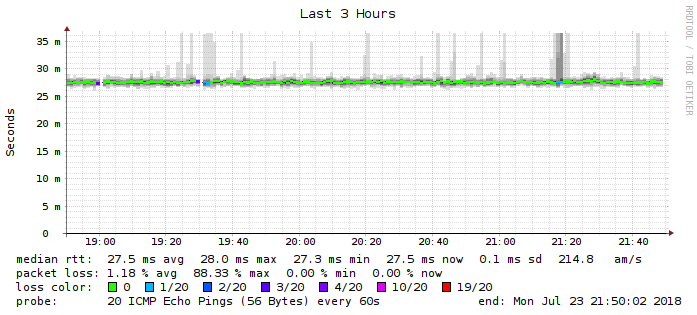 Last 3 Hours
RRDTOOL / TOBI OETIKER
Seconds
35 m
30 m
25 m
20 m
15 m
10 m
5 m
0
19:00 19:20 19:40 20:00 20:20 20:40 21:00 21:20 21:40
median rtt: 27.5 ms avg 28.0 ms max 27.3 ms min 27.5 ms now 0.1 ms sd 214.8 am/s
packet loss: 1.18 % avg 88.33 % max 0.00 % min 0.00 % now
loss color: 0 1/20 2/20 3/20 4/20 10/20 19/20
probe: 20 ICMP Echo Pings (56 Bytes) every 60s end: Mon Jul 23 21:50:02 2018